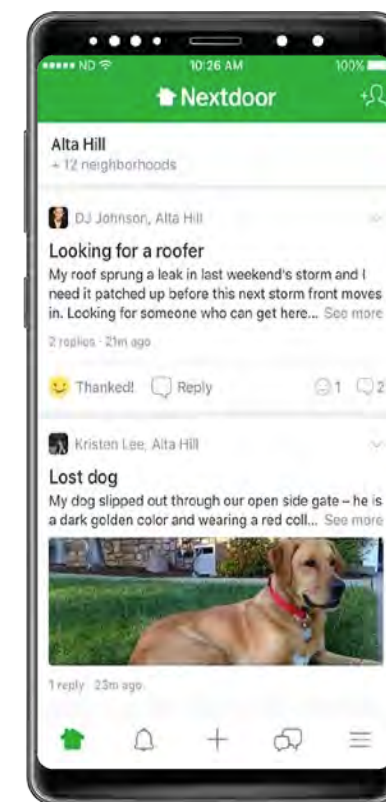 ND
10:26 AM
100%
Nextdoor
Alta Hill
+ 12 neighborhoods
DJ Johnson, Alta Hill
Looking for a roofer
My roof sprung a leak in last weekend's storm and I
need it patched up before this next storm front moves
in. Looking for someone who can get here... See more
2 replies · 21m ago
Thanked!
Reply
1
2
Kristen Lee, Alta Hill
Lost dog
My dog slipped out through our open side gate – he is
a dark golden color and wearing a red coll... See more
1 reply · 23m ago